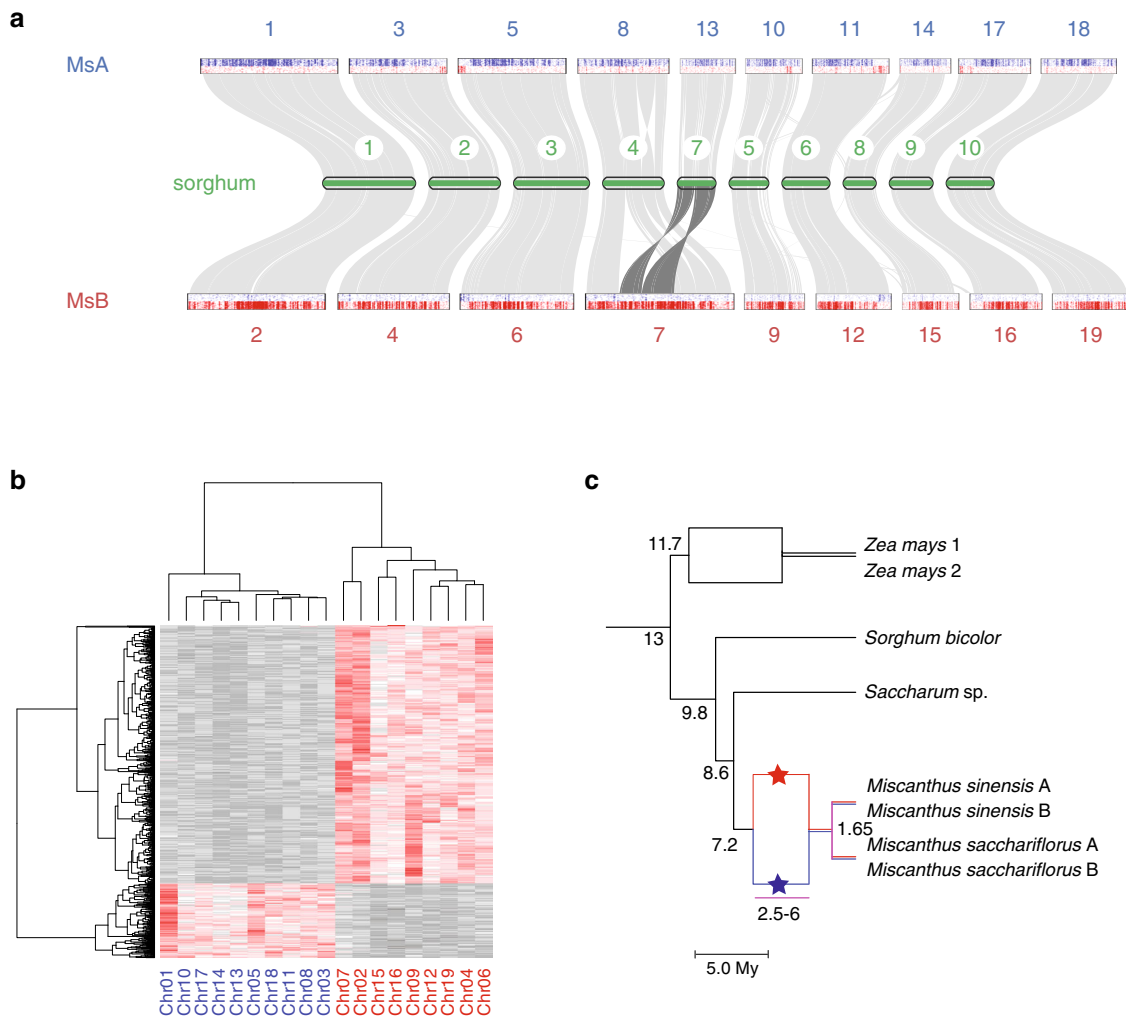 a
1 3 5 8 13 10 11 14 17 18
MsA
1 2 3 4 7 5 6 8 9 10
sorghum
MsB
2 4 6 7 9 12 15 16 19
b
Chr01 Chr10 Chr17 Chr14 Chr13 Chr05 Chr18 Chr11 Chr08 Chr03 Chr07 Chr02 Chr15 Chr16 Chr09 Chr12 Chr19 Chr04 Chr06
c
11.7
Zea mays 1
Zea mays 2
13
Sorghum bicolor
Saccharum sp.
9.8
8.6
Miscanthus sinensis A
Miscanthus sinensis B
1.65
7.2
Miscanthus sacchariflorus A
Miscanthus sacchariflorus B
2.5-6
5.0 My